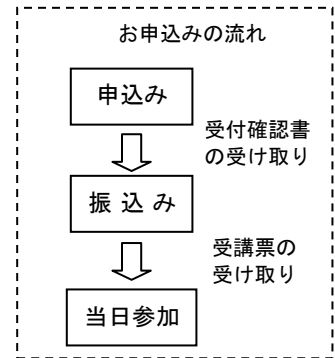 お申込みの流れ
申込み
受付確認書
の受け取り
振 込 み
受講票の
受け取り
当日参加